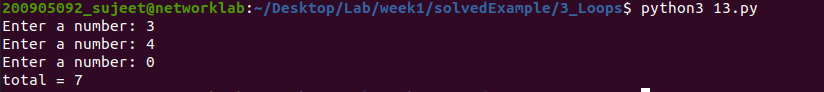 200905092_sujeet@networklab:~/Desktop/Lab/week1/solvedExample/3_Loops$ python3 13.py
Enter a number: 3
Enter a number: 4
Enter a number: 0
total = 7